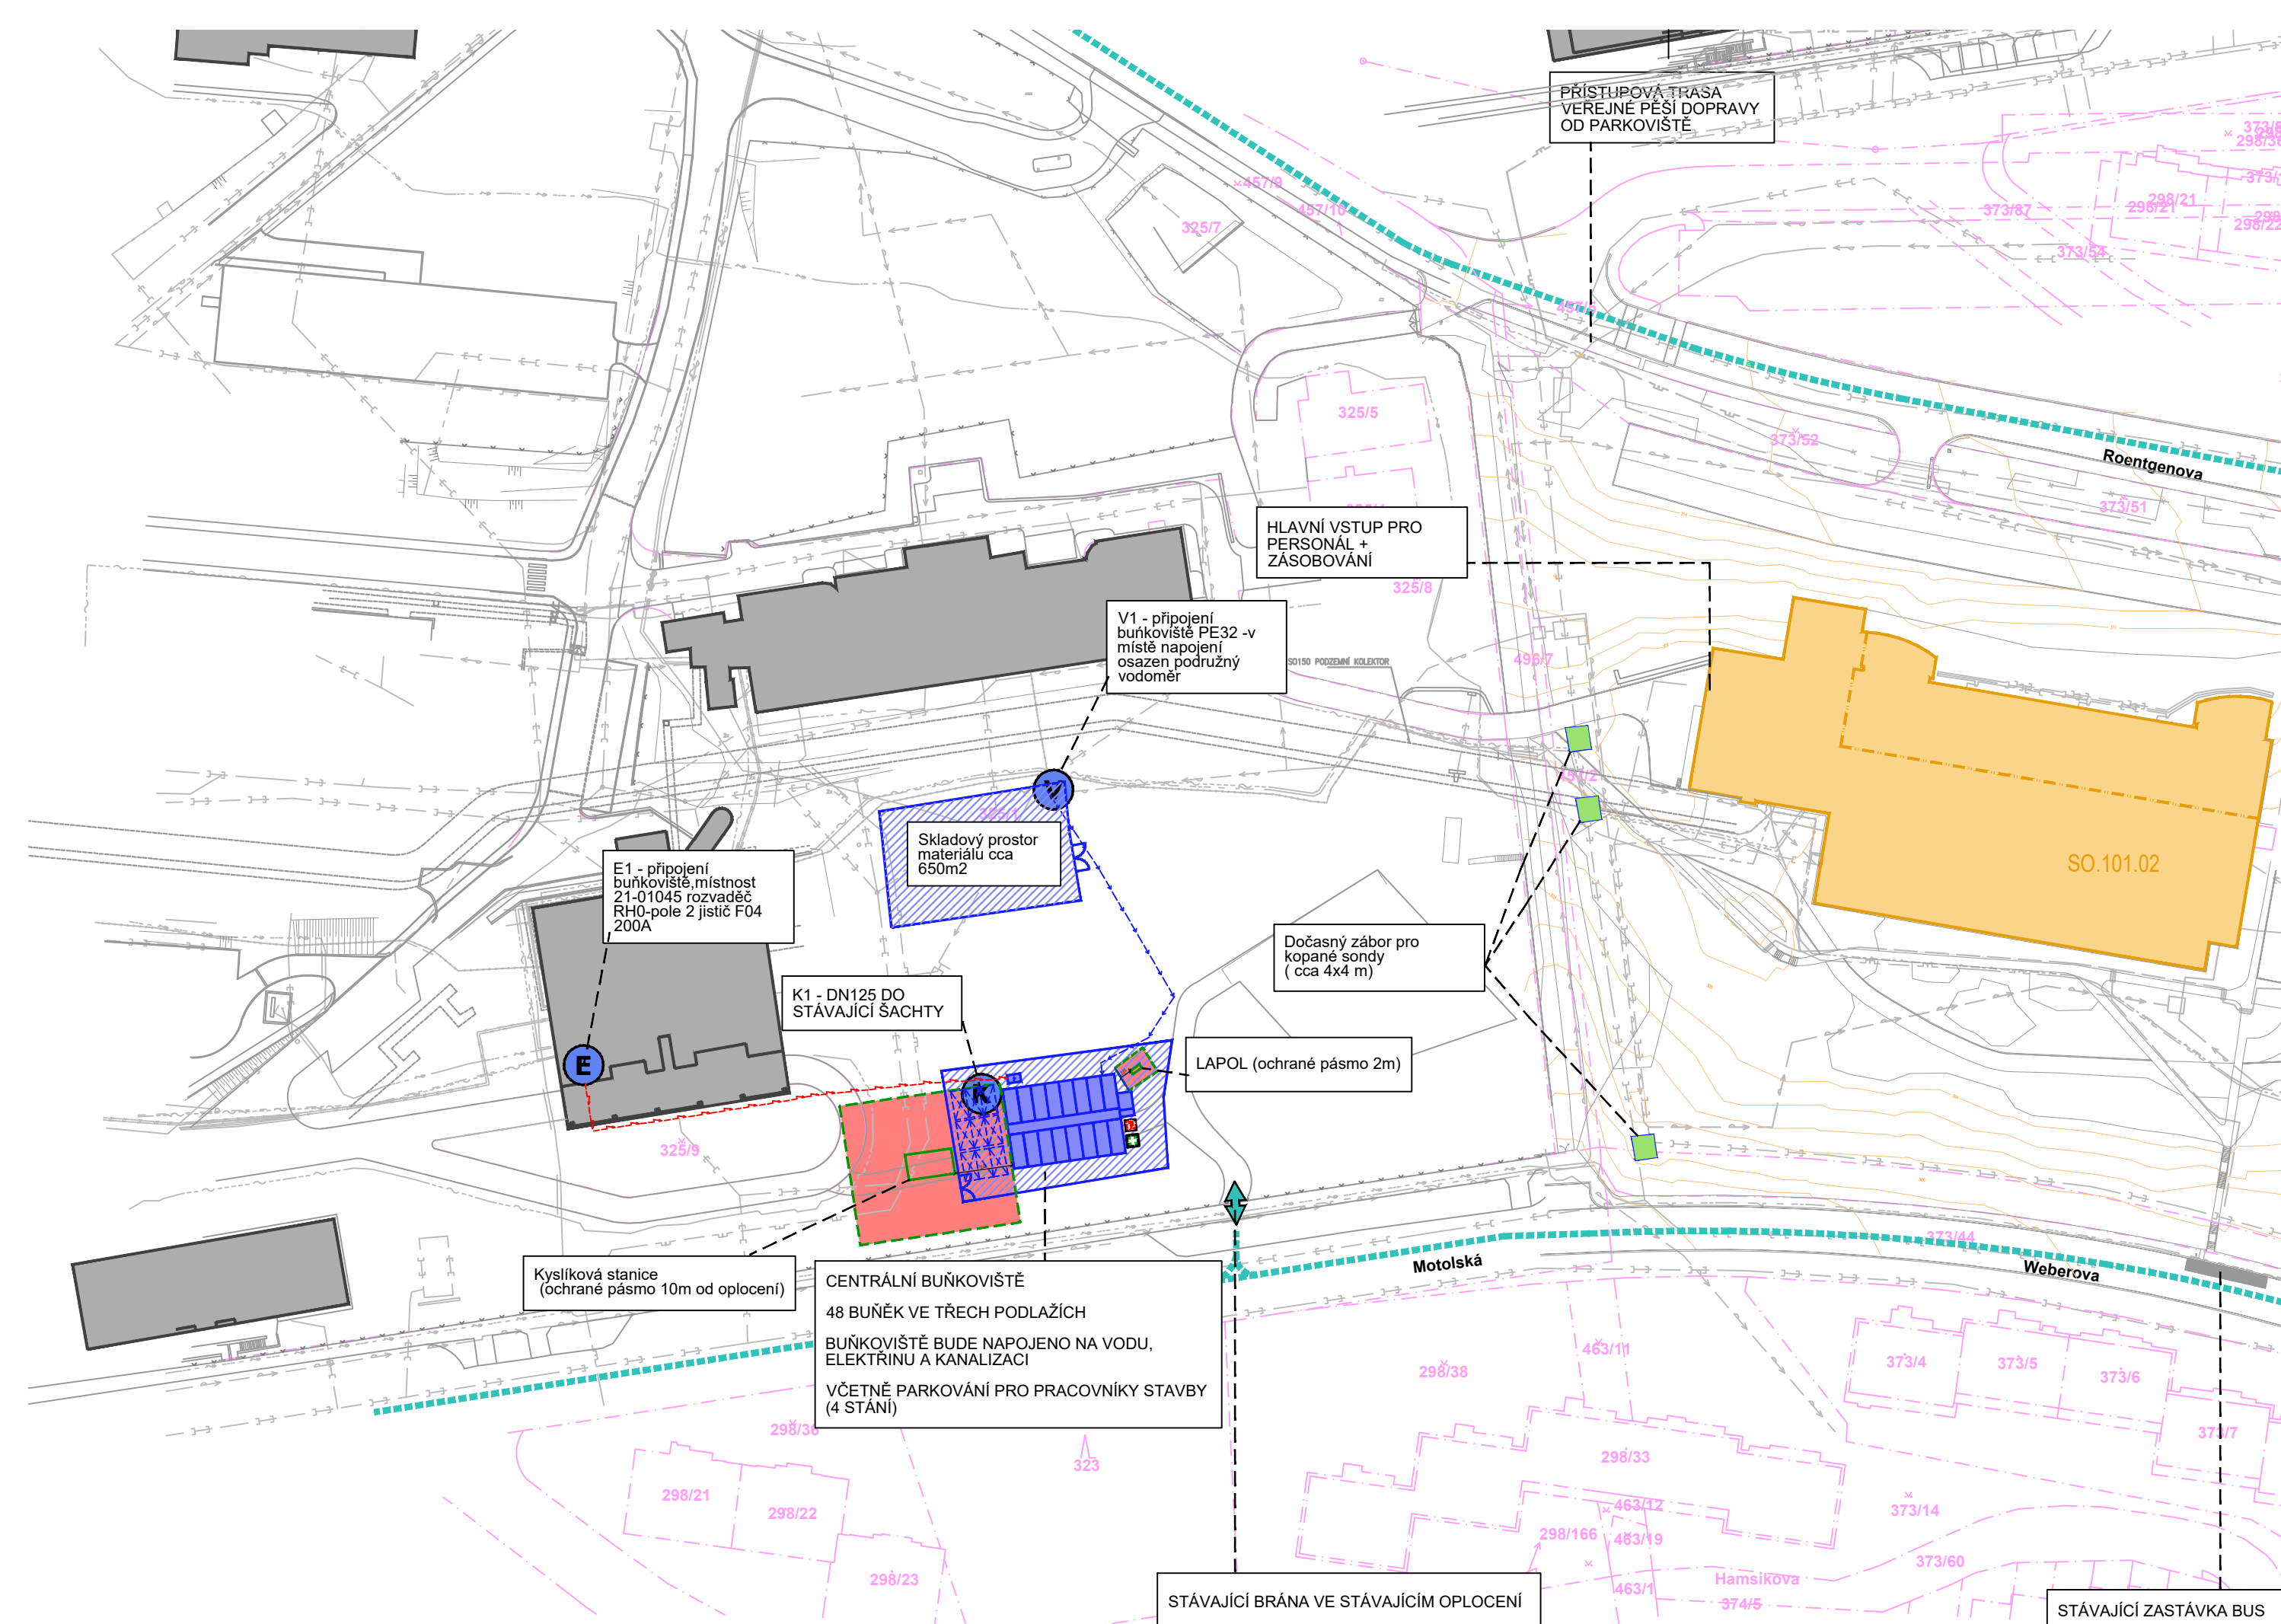 PŘÍSTUPOVÁ TRASA
VEŘEJNÉ PĚŠÍ DOPRAVY
OD PARKOVIŠTĚ
457/9
457/10
325/7
298/21
298/21
373/87
373/54
325/5
373/52
Roentgenova
373/51
HLAVNÍ VSTUP PRO
PERSONÁL +
ZÁSOBOVÁNÍ
325/8
V1 - připojení
buňkoviště PE32 -v
místě napojení
osazen podružný
vodoměr
SO150 PODZEMNÍ KOLEKTOR
496/7
Skladový prostor
materiálu cca
650m2
SO.101.02
E1 - připojení
buňkoviště,místnost
21-01045 rozvaděč
RH0-pole 2 jistič F04
200A
Dočasný zábor pro
kopané sondy
( cca 4x4 m)
K1 - DN125 DO
STÁVAJÍCÍ ŠACHTY
LAPOL (ochrané pásmo 2m)
E
K
325/9
Kyslíková stanice
(ochrané pásmo 10m od oplocení)
CENTRÁLNÍ BUŇKOVIŠTĚ
48 BUNĚK VE TŘECH PODLAŽÍCH
BUŇKOVIŠTĚ BUDE NAPOJENO NA VODU,
ELEKTŘINU A KANALIZACI
VČETNĚ PARKOVÁNÍ PRO PRACOVNÍKY STAVBY
(4 STÁNÍ)
Motolská
373/44
Weberova
463/11
298/38
373/4
373/5
373/6
373/7
298/36
323
298/33
298/21
298/22
298/23
463/12
298/166
463/19
373/14
373/60
463/1
Hamsikova
374/5
STÁVAJÍCÍ BRÁNA VE STÁVAJÍCÍM OPLOCENÍ
STÁVAJÍCÍ ZASTÁVKA BUS